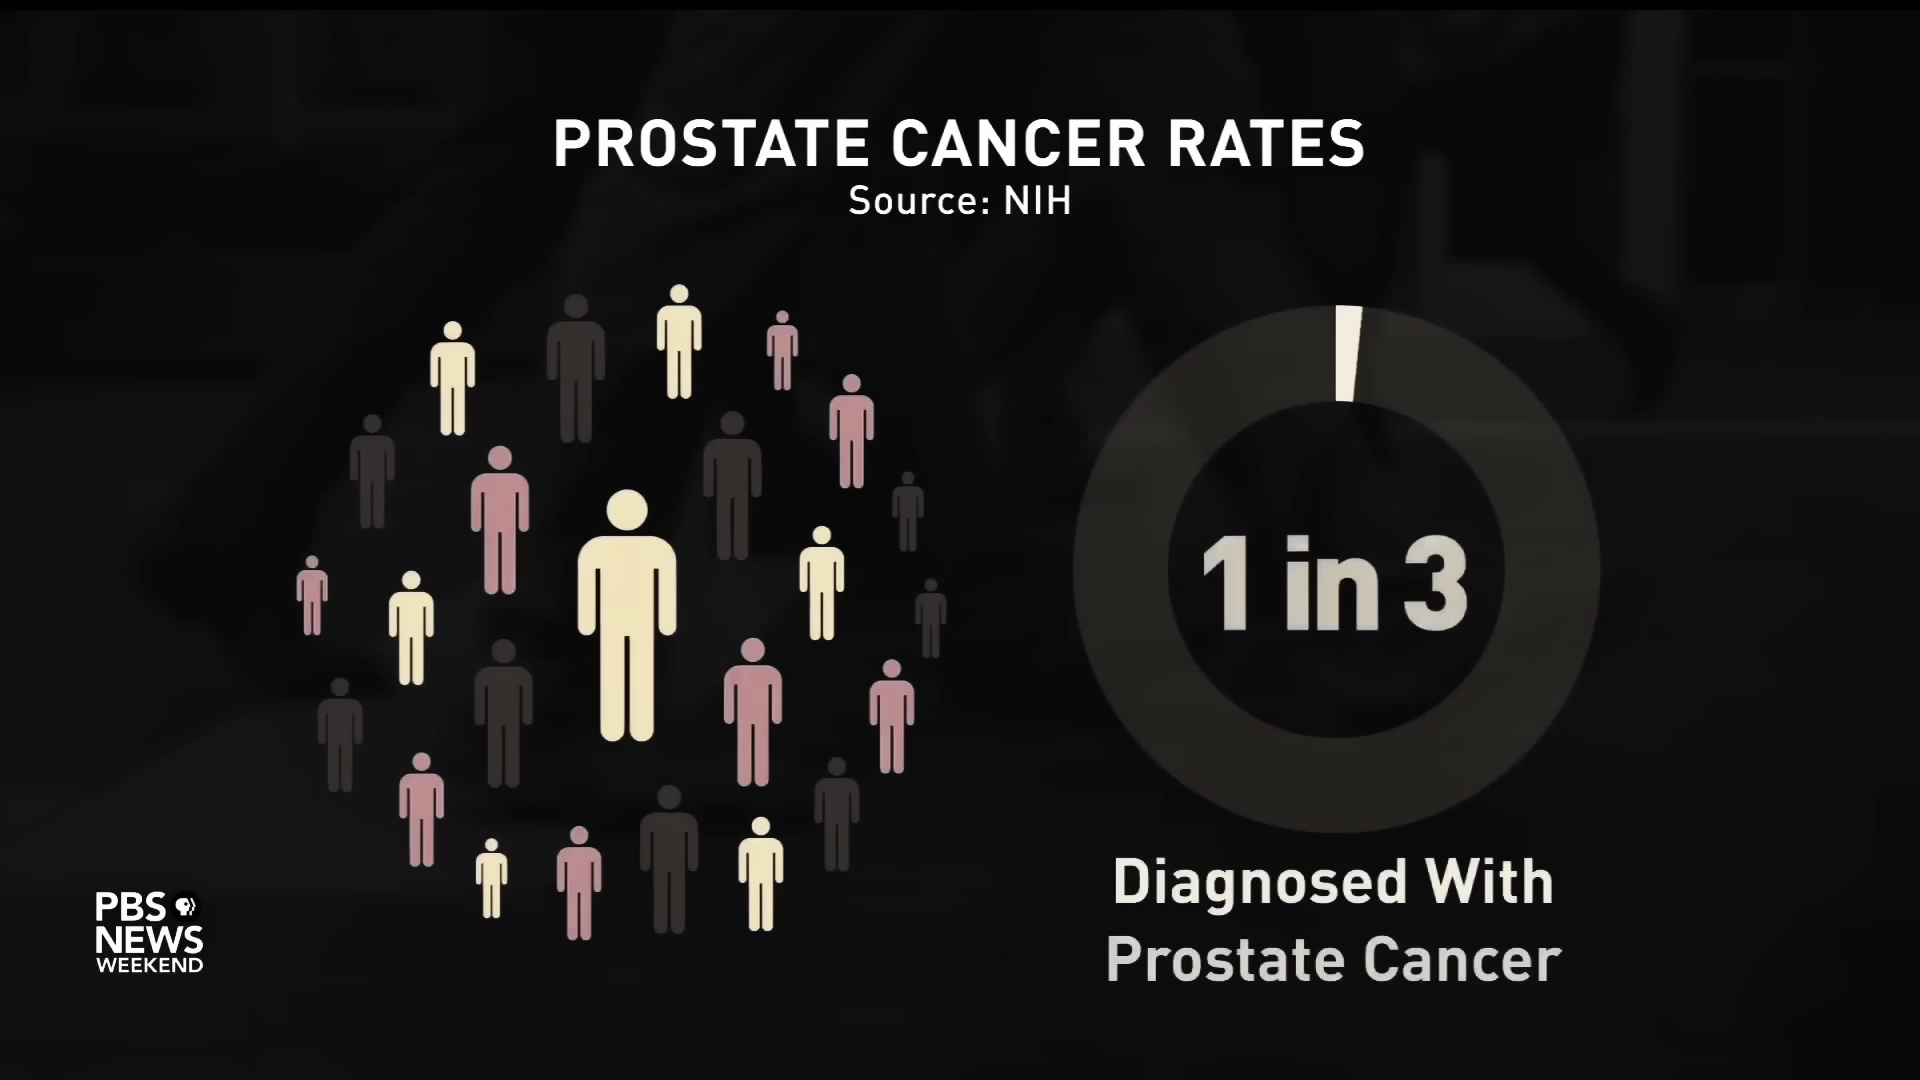 PROSTATE CANCER RATES
Source: NIH
1 in 3
Diagnosed With
Prostate Cancer
PBS
NEWS
WEEKEND